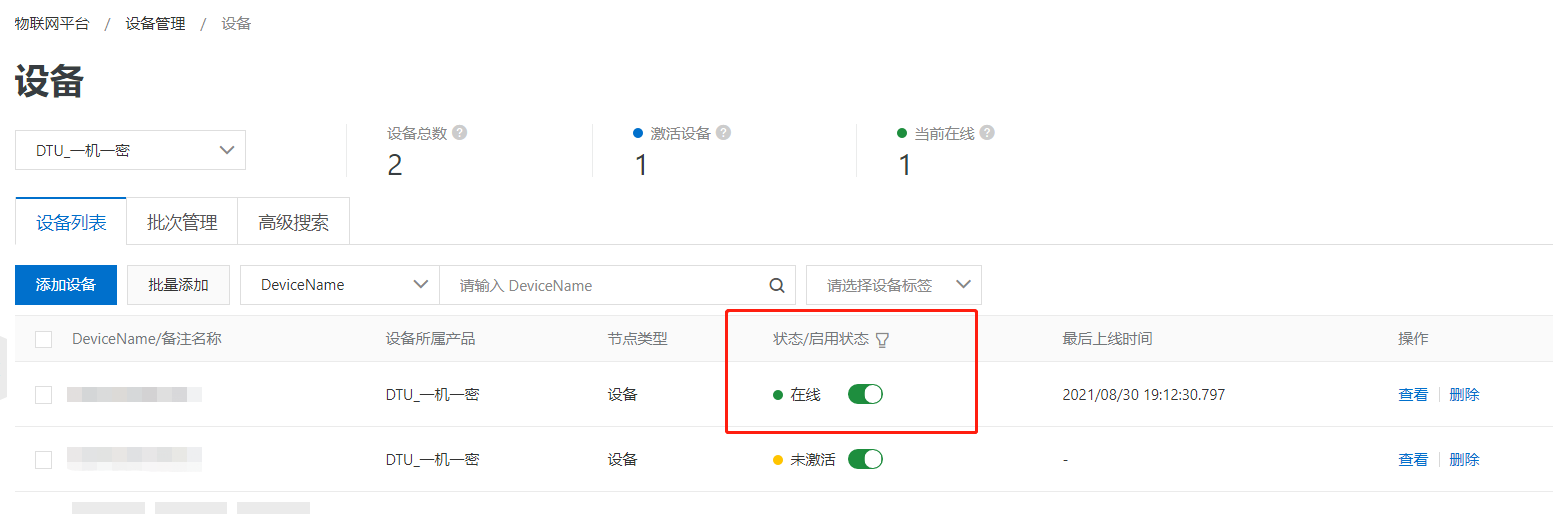 物联网平台 / 设备管理 / 设备
设备
DTU_一机一密
设备总数 ?
2
激活设备 ?
1
当前在线 ?
1
设备列表 批次管理 高级搜索
添加设备 批量添加 DeviceName 请输入 DeviceName 请选择设备标签
DeviceName/备注名称 设备所属产品 节点类型 状态/启用状态 最后上线时间 操作
DTU_一机一密 设备 在线 2021/08/30 19:12:30.797 查看 删除
DTU_一机一密 设备 未激活 - 查看 删除